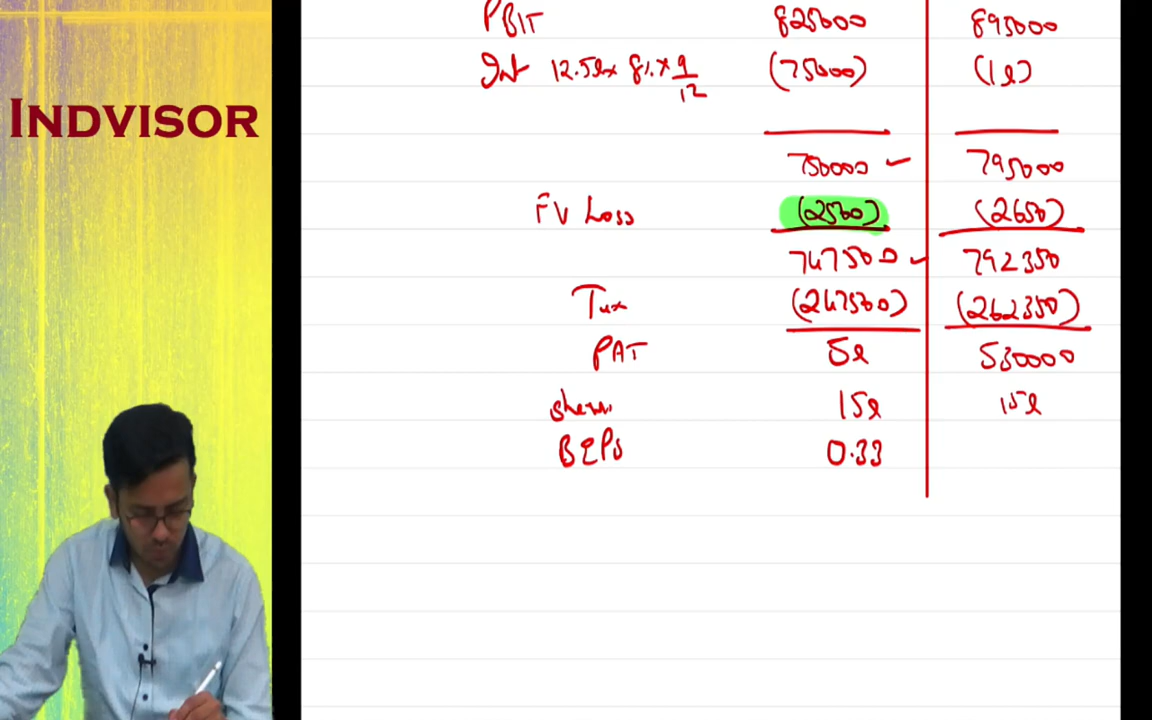 INDVISOR
PBIT 825000 895000
Int 12.5l x 8% x 9/12 (75000) (1l)
750000 ✓ 795000
FV Loss (2500) (2650)
747500 ✓ 792350
Tax (247500) (262350)
PAT 5l 530000
Shares 15l 15l
BEPS 0.33